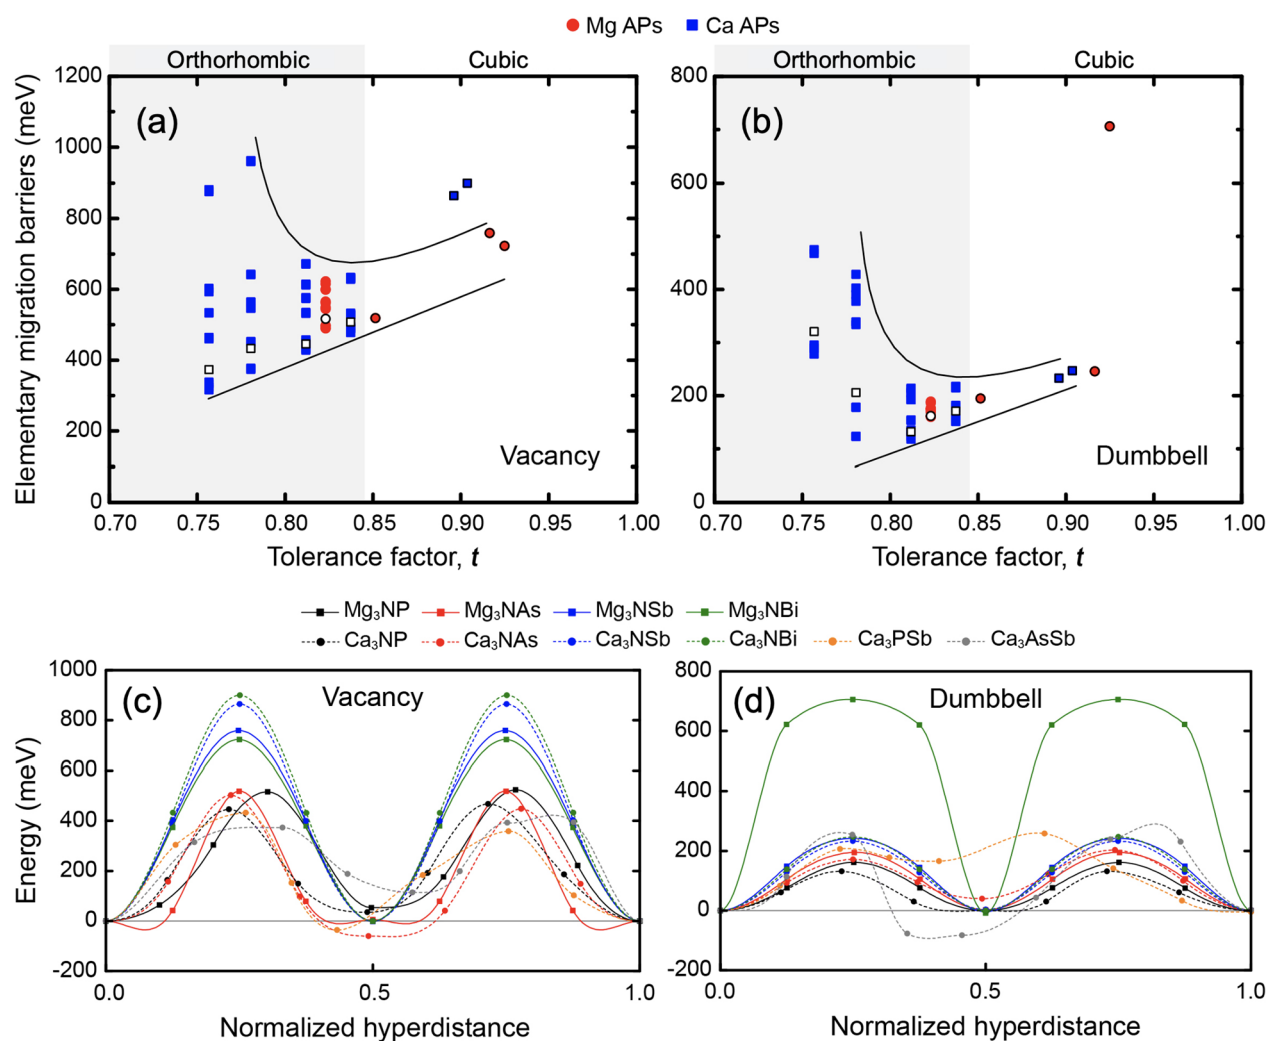 Mg APs Ca APs
Orthorhombic Cubic
(a)
Vacancy
1200
1000
800
600
400
200
0
0.70 0.75 0.80 0.85 0.90 0.95 1.00
Elementary migration barriers (meV)
Tolerance factor, t
Orthorhombic Cubic
(b)
Dumbbell
800
600
400
200
0
0.70 0.75 0.80 0.85 0.90 0.95 1.00
Tolerance factor, t
Mg₃NP Mg₃NAs Mg₃NSb Mg₃NBi
Ca₃NP Ca₃NAs Ca₃NSb Ca₃NBi Ca₃PSb Ca₃AsSb
(c) Vacancy
1000
800
600
400
200
0
-200
0.0 0.5 1.0
Energy (meV)
Normalized hyperdistance
(d) Dumbbell
800
600
400
200
0
-200
0.0 0.5 1.0
Normalized hyperdistance